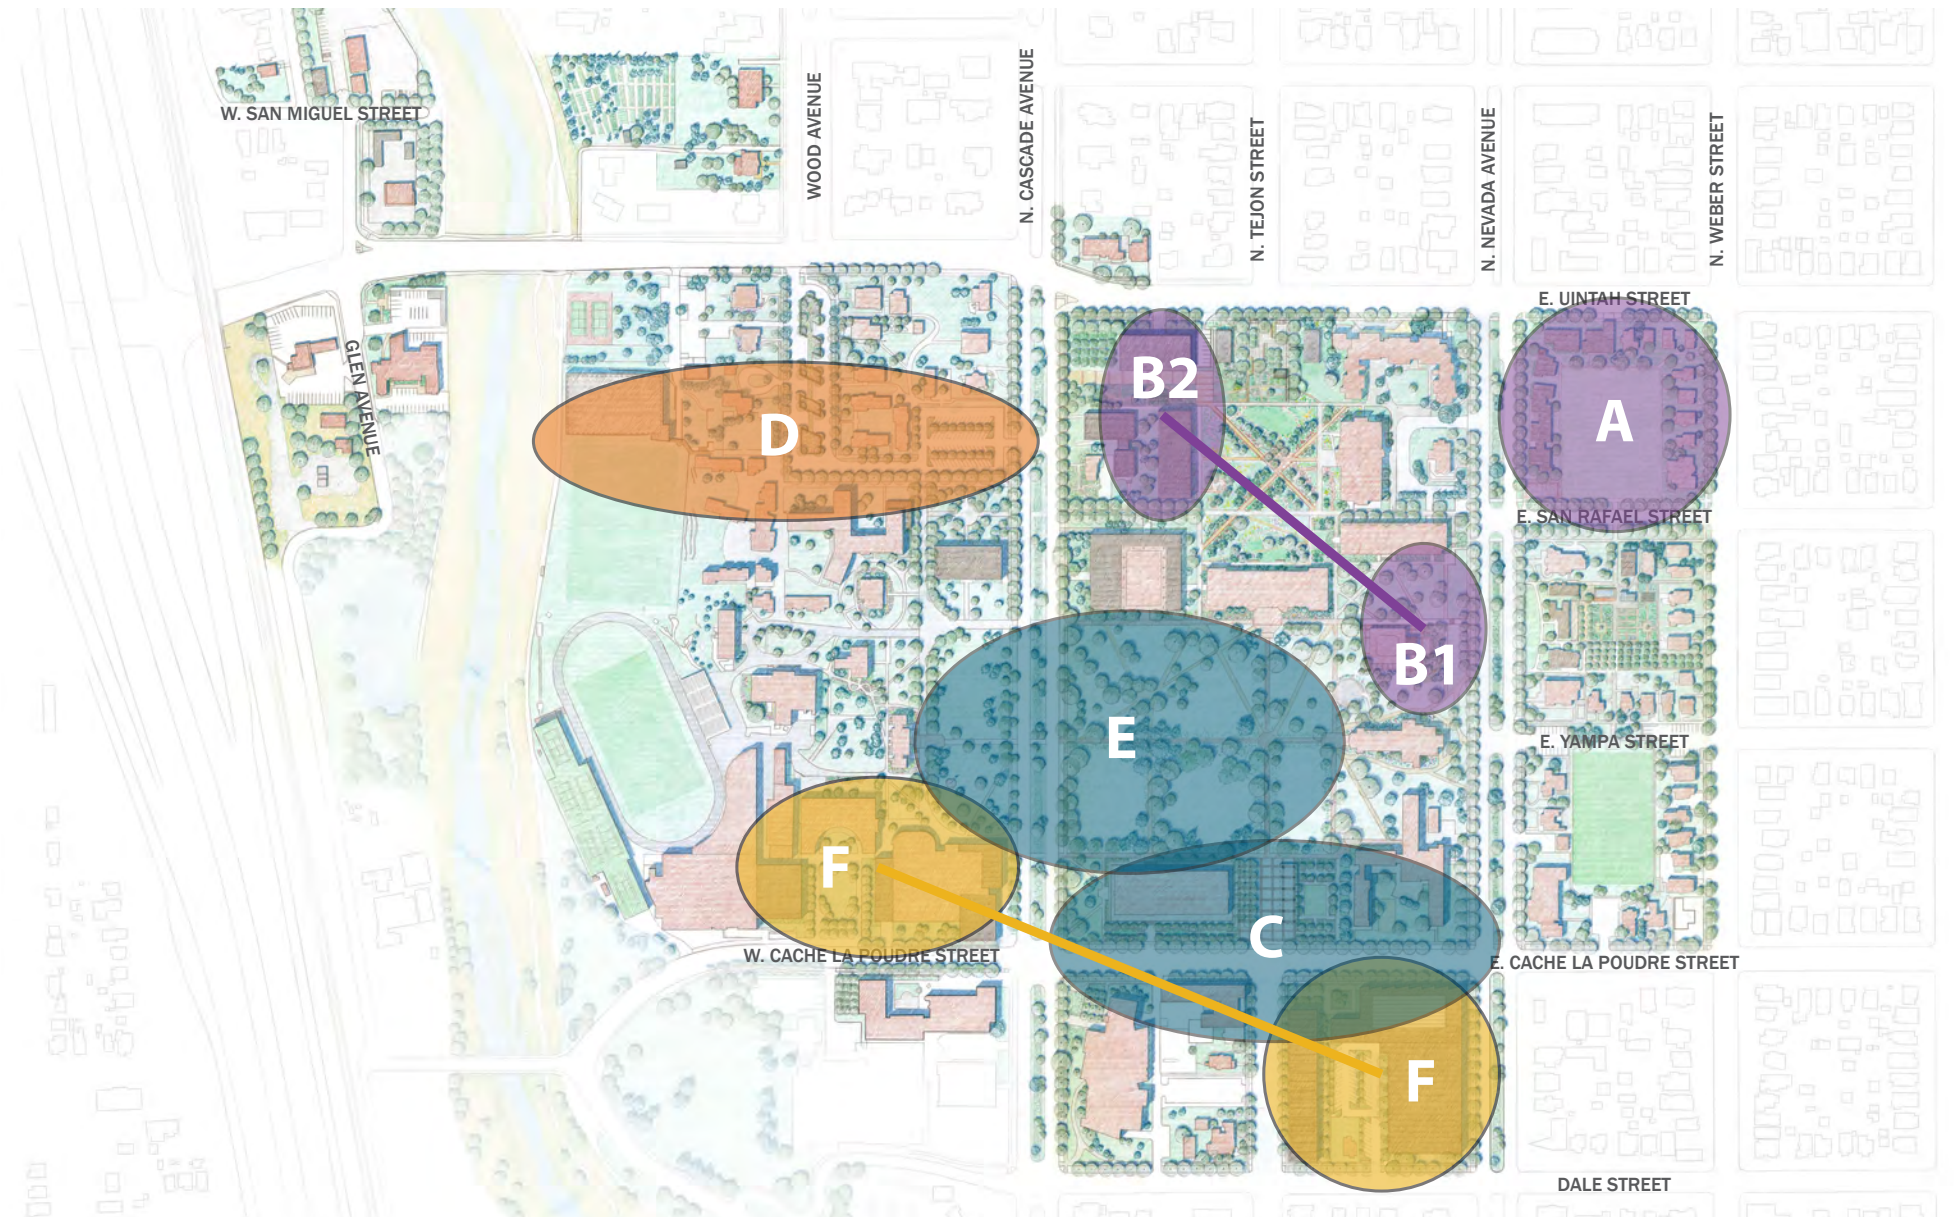 W. SAN MIGUEL STREET
WOOD AVENUE
N. CASCADE AVENUE
N. TEJON STREET
N. NEVADA AVENUE
N. WEBER STREET
E. UINTAH STREET
GLEN AVENUE
B2
A
D
E. SAN RAFAEL STREET
B1
E
E. YAMPA STREET
F
C
W. CACHE LA POUDRE STREET
E. CACHE LA POUDRE STREET
F
DALE STREET